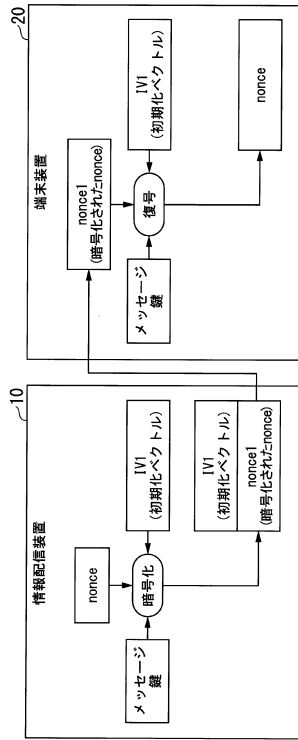 10
情報配信装置
nonce
メッセージ
鍵
暗号化
IV1
(初期化ベクトル)
IV1
(初期化ベクトル)
nonce1
(暗号化されたnonce)
20
端末装置
nonce1
(暗号化されたnonce)
メッセージ
鍵
復号
IV1
(初期化ベクトル)
nonce